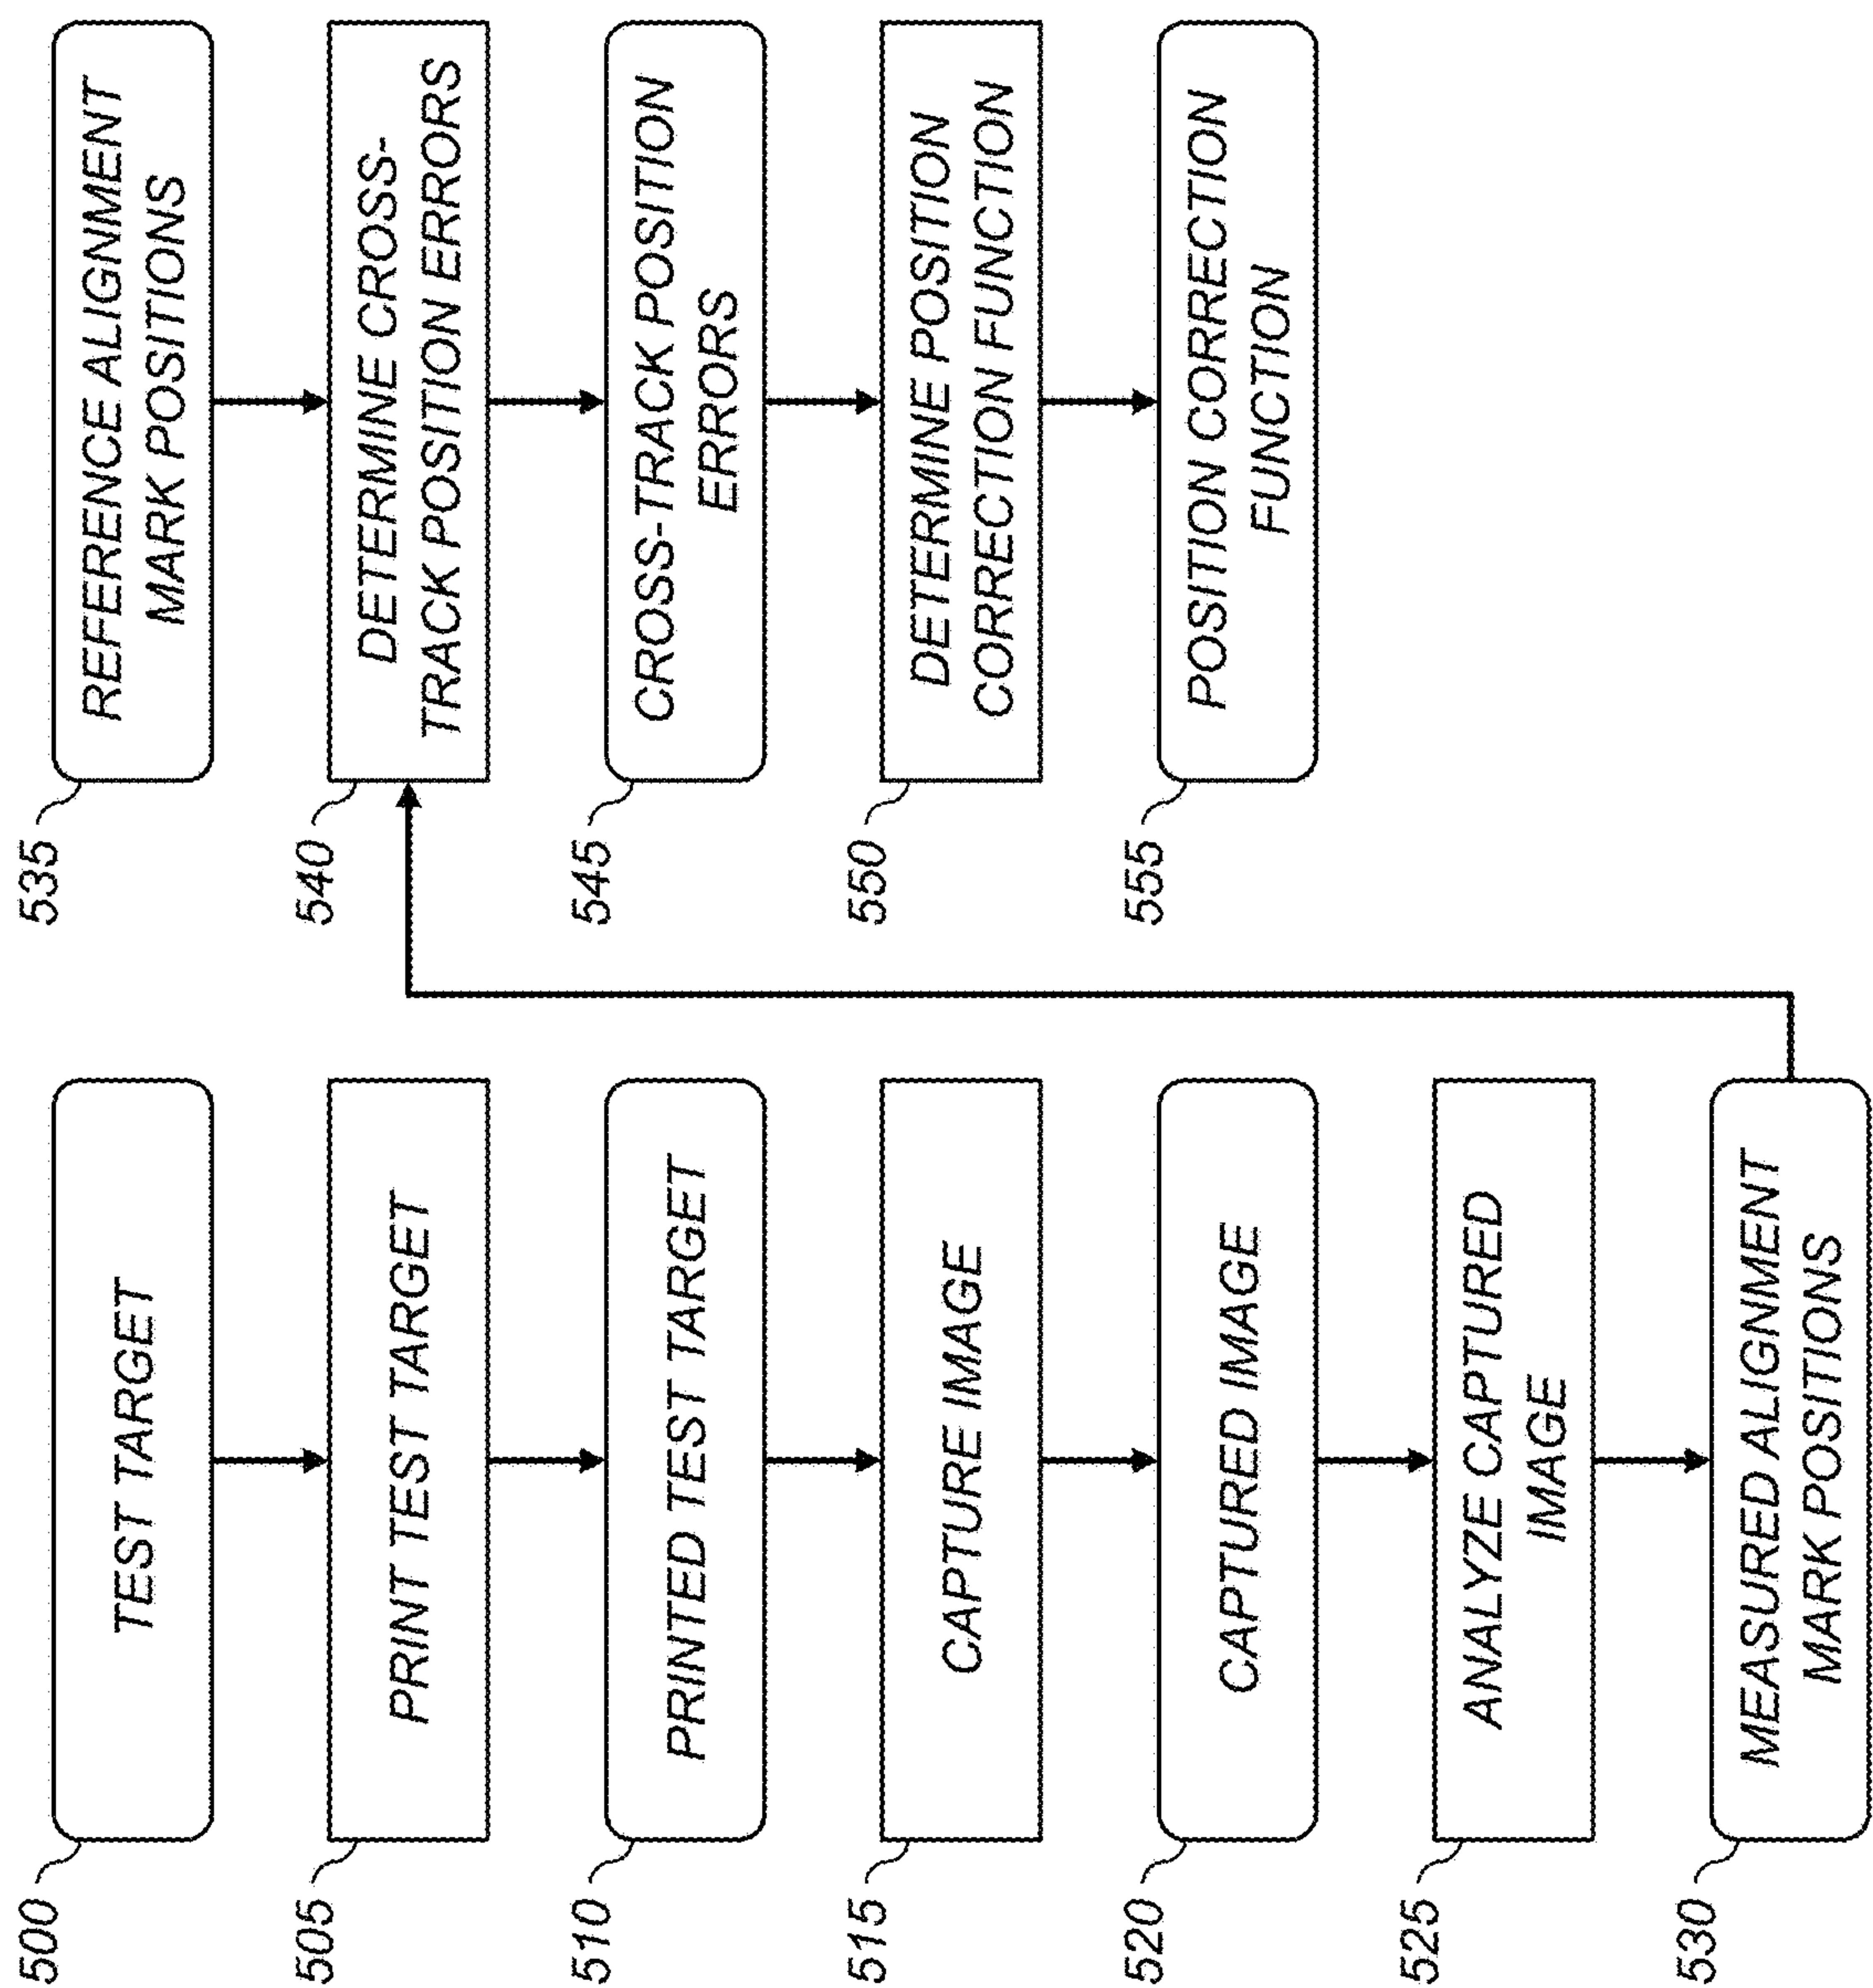 500
TEST TARGET
505
PRINT TEST TARGET
510
PRINTED TEST TARGET
515
CAPTURE IMAGE
520
CAPTURED IMAGE
525
ANALYZE CAPTURED
IMAGE
530
MEASURED ALIGNMENT
MARK POSITIONS
535
REFERENCE ALIGNMENT
MARK POSITIONS
540
DETERMINE CROSS-
TRACK POSITION ERRORS
545
CROSS-TRACK POSITION
ERRORS
550
DETERMINE POSITION
CORRECTION FUNCTION
555
POSITION CORRECTION
FUNCTION